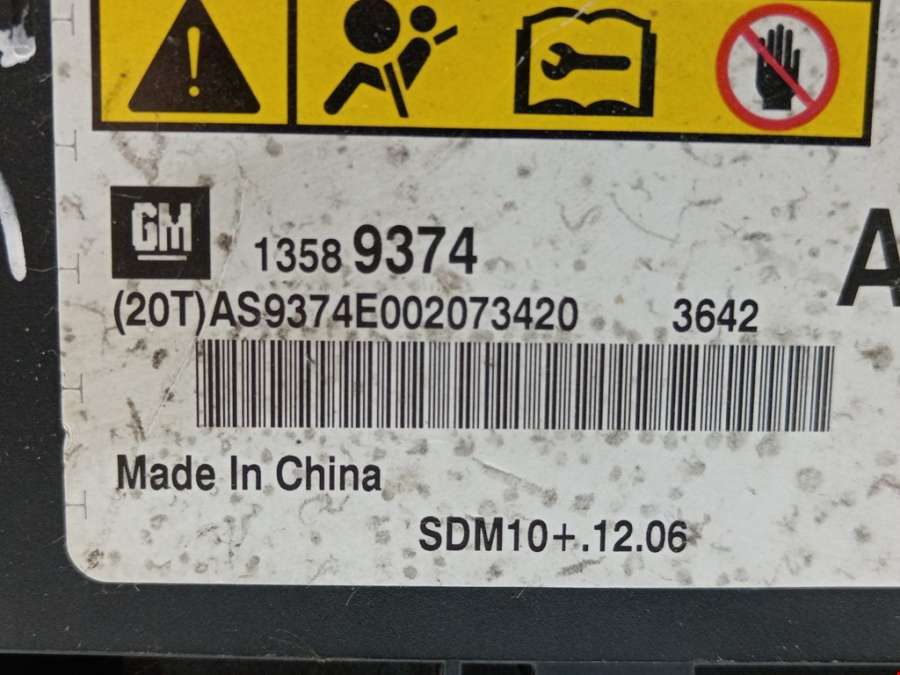 GM 1358 9374
(20T)AS9374E002073420 3642
A
Made In China
SDM10+.12.06